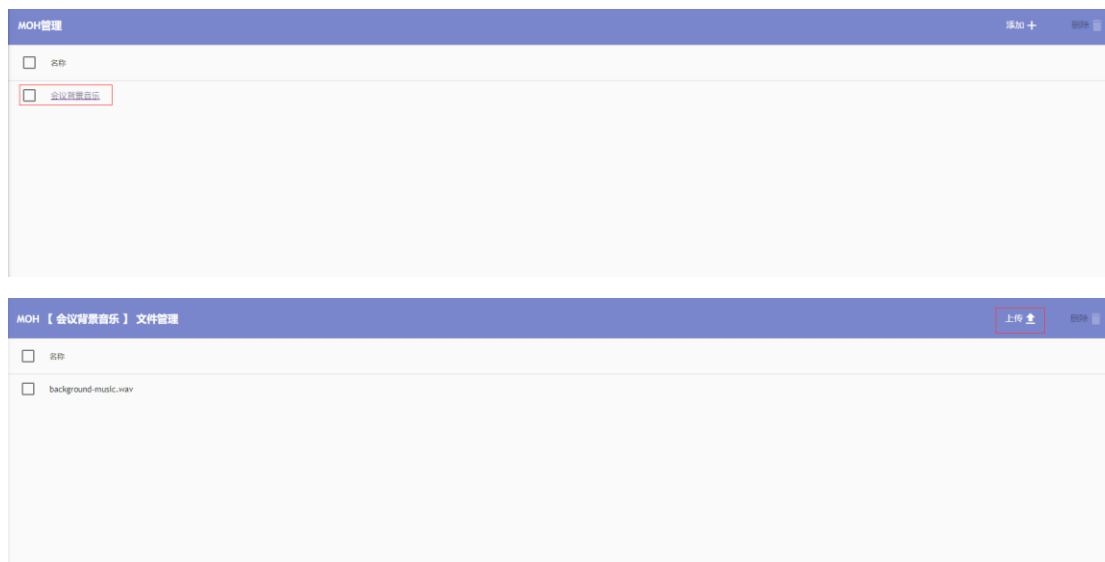 MOH管理
添加
删除
名称
会议背景音乐
MOH 【 会议背景音乐 】 文件管理
上传
删除
名称
background-music.wav